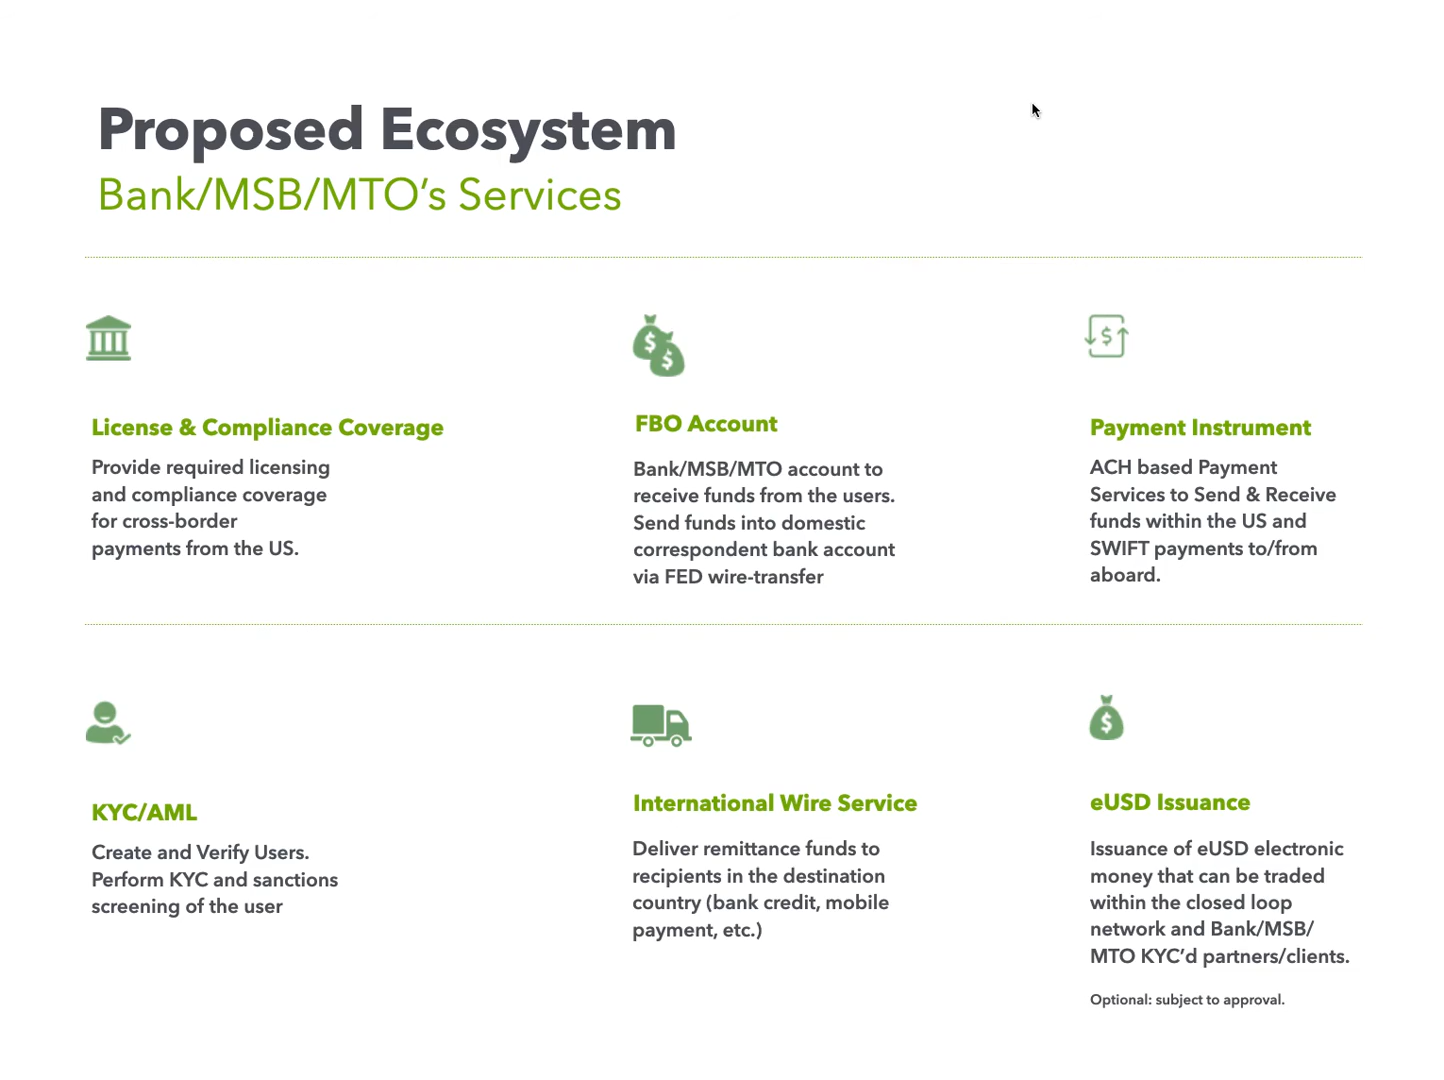 Proposed Ecosystem
Bank/MSB/MTO’s Services
License & Compliance Coverage
Provide required licensing
and compliance coverage
for cross-border
payments from the US.
FBO Account
Bank/MSB/MTO account to
receive funds from the users.
Send funds into domestic
correspondent bank account
via FED wire-transfer
Payment Instrument
ACH based Payment
Services to Send & Receive
funds within the US and
SWIFT payments to/from
aboard.
KYC/AML
Create and Verify Users.
Perform KYC and sanctions
screening of the user
International Wire Service
Deliver remittance funds to
recipients in the destination
country (bank credit, mobile
payment, etc.)
eUSD Issuance
Issuance of eUSD electronic
money that can be traded
within the closed loop
network and Bank/MSB/
MTO KYC’d partners/clients.
Optional: subject to approval.